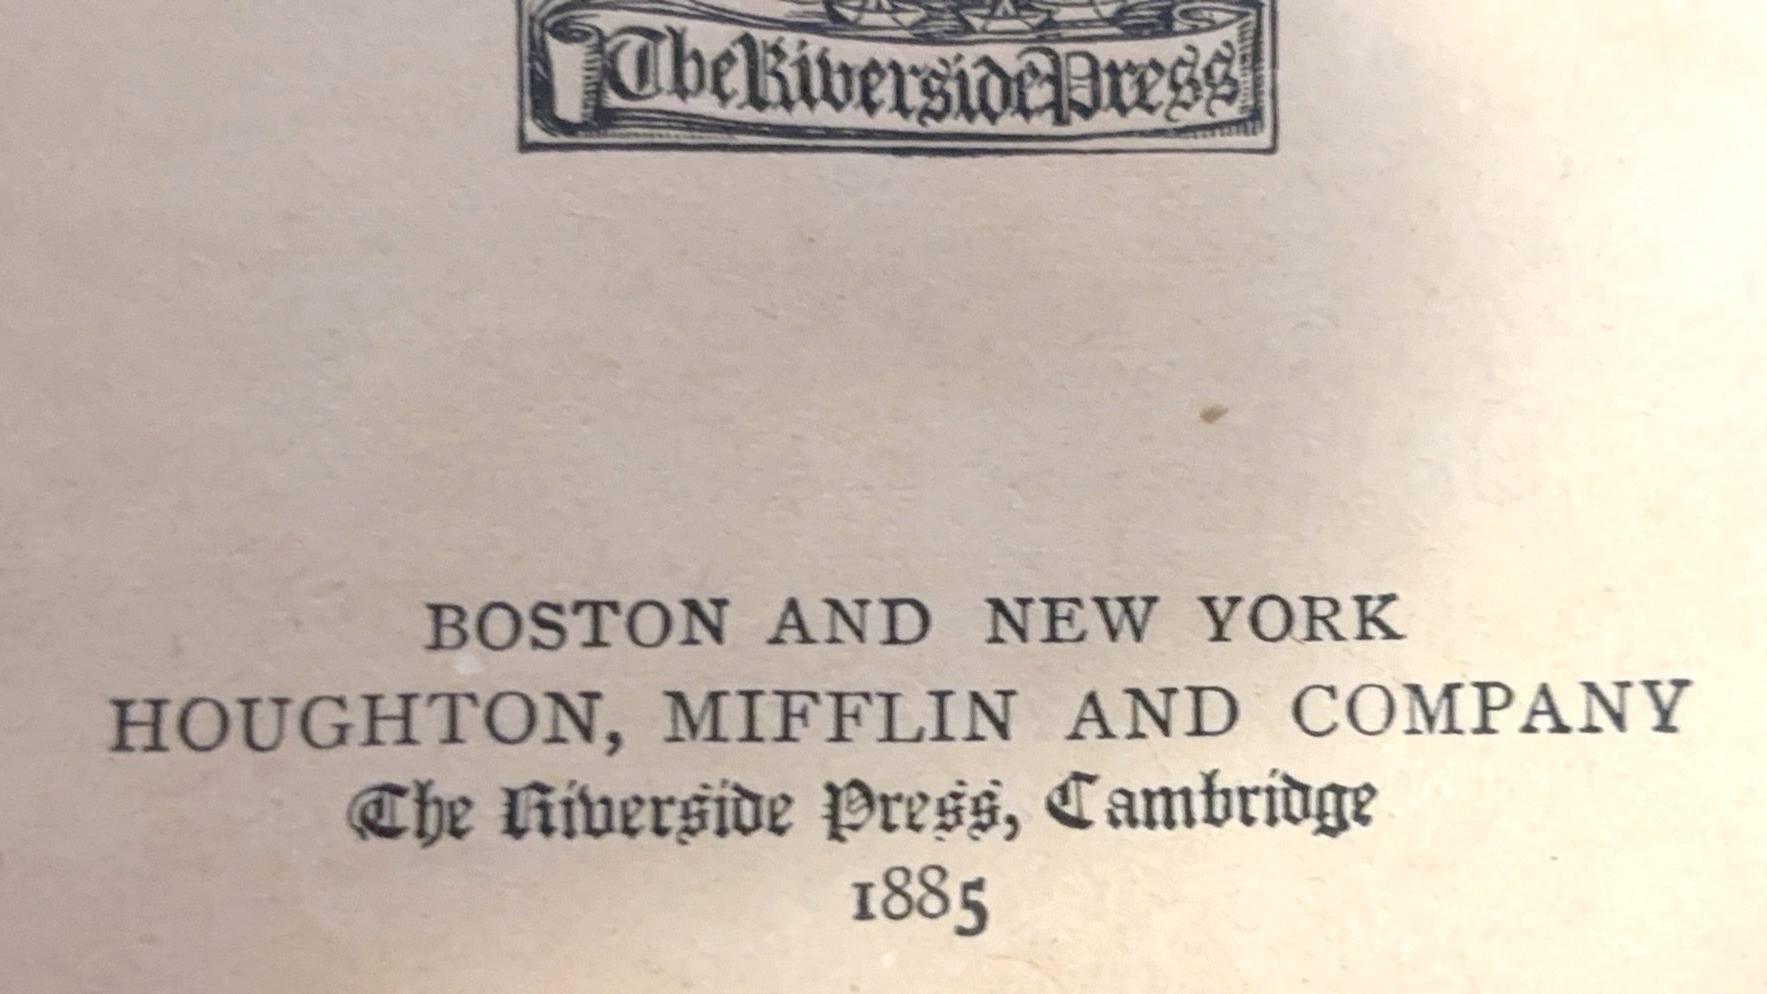 The Riverside Press
BOSTON AND NEW YORK
HOUGHTON, MIFFLIN AND COMPANY
The Riverside Press, Cambridge
1885